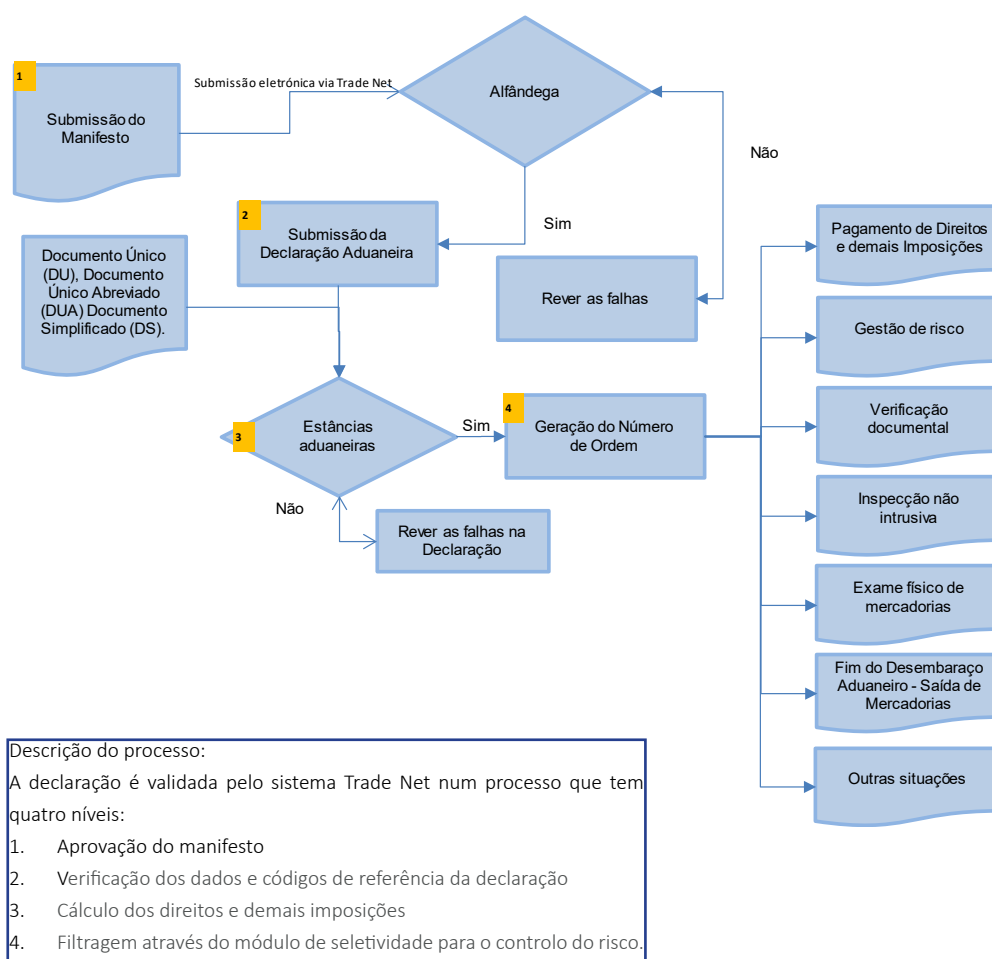 1
Submissão do
Manifesto
Submissão eletrónica via Trade Net
Alfândega
Não
2
Submissão da
Declaração Aduaneira
Sim
Rever as falhas
Documento Único
(DU), Documento
Único Abreviado
(DUA) Documento
Simplificado (DS).
3
Estâncias
aduaneiras
Sim
4
Geração do Número
de Ordem
Não
Rever as falhas na
Declaração
Pagamento de Direitos
e demais Imposições
Gestão de risco
Verificação
documental
Inspecção não
intrusiva
Exame físico de
mercadorias
Fim do Desembaraço
Aduaneiro - Saída de
Mercadorias
Outras situações
Descrição do processo:
A declaração é validada pelo sistema Trade Net num processo que tem
quatro níveis:
1. Aprovação do manifesto
2. Verificação dos dados e códigos de referência da declaração
3. Cálculo dos direitos e demais imposições
4. Filtragem através do módulo de seletividade para o controlo do risco.